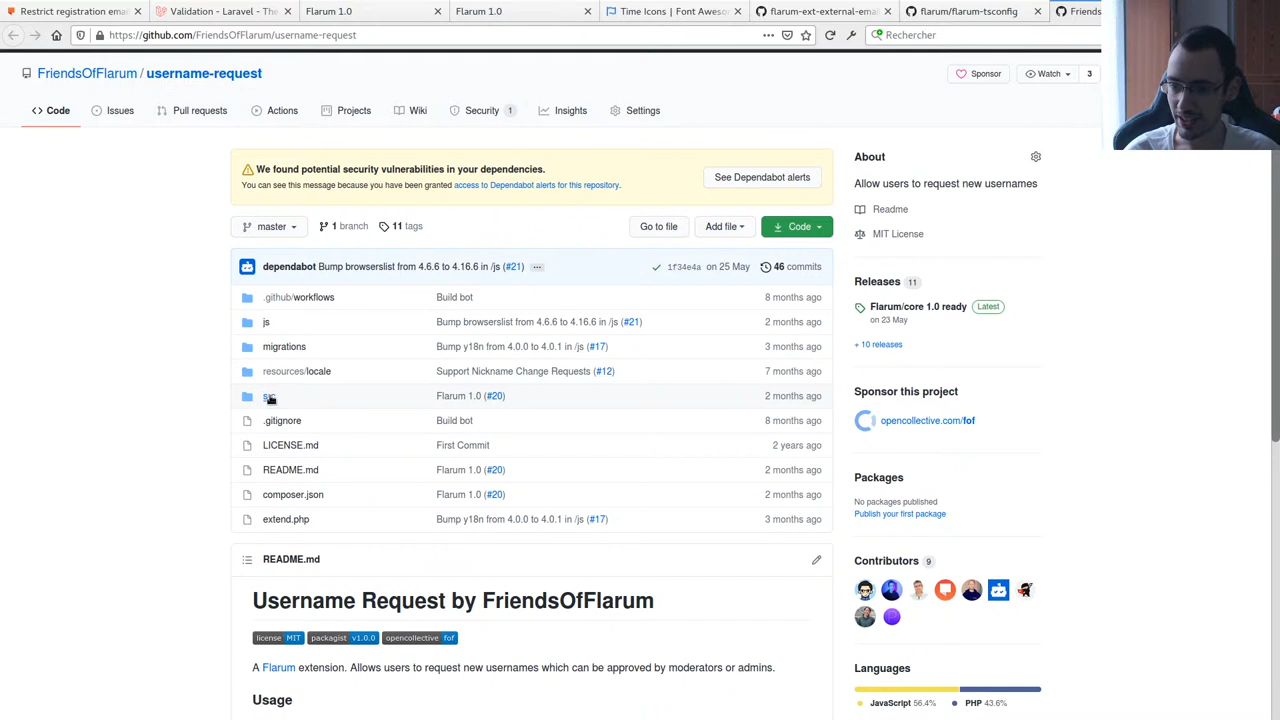 Restrict registration emai
Validation - Laravel - The
Flarum 1.0
Flarum 1.0
Time Icons | Font Awesom
flarum-ext-external-emai
flarum/flarum-tsconfig
Friends
https://github.com/FriendsOfFlarum/username-request
Rechercher
FriendsOfFlarum / username-request
Sponsor
Watch
3
Code
Issues
Pull requests
Actions
Projects
Wiki
Security 1
Insights
Settings
We found potential security vulnerabilities in your dependencies.
You can see this message because you have been granted access to Dependabot alerts for this repository.
See Dependabot alerts
master
1 branch
11 tags
Go to file
Add file
Code
dependabot Bump browserslist from 4.6.6 to 4.16.6 in /js (#21)
1f34e4a on 25 May
46 commits
.github/workflows
Build bot
8 months ago
js
Bump browserslist from 4.6.6 to 4.16.6 in /js (#21)
2 months ago
migrations
Bump y18n from 4.0.0 to 4.0.1 in /js (#17)
3 months ago
resources/locale
Support Nickname Change Requests (#12)
7 months ago
Flarum 1.0 (#20)
2 months ago
.gitignore
Build bot
8 months ago
LICENSE.md
First Commit
2 years ago
README.md
Flarum 1.0 (#20)
2 months ago
composer.json
Flarum 1.0 (#20)
2 months ago
extend.php
Bump y18n from 4.0.0 to 4.0.1 in /js (#17)
3 months ago
README.md
Username Request by FriendsOfFlarum
license MIT packagist v1.0.0 opencollective fof
A Flarum extension. Allows users to request new usernames which can be approved by moderators or admins.
Usage
About
Allow users to request new usernames
Readme
MIT License
Releases 11
Flarum/core 1.0 ready Latest
on 23 May
+ 10 releases
Sponsor this project
opencollective.com/fof
Packages
No packages published
Publish your first package
Contributors 9
Languages
JavaScript 56.4%
PHP 43.6%